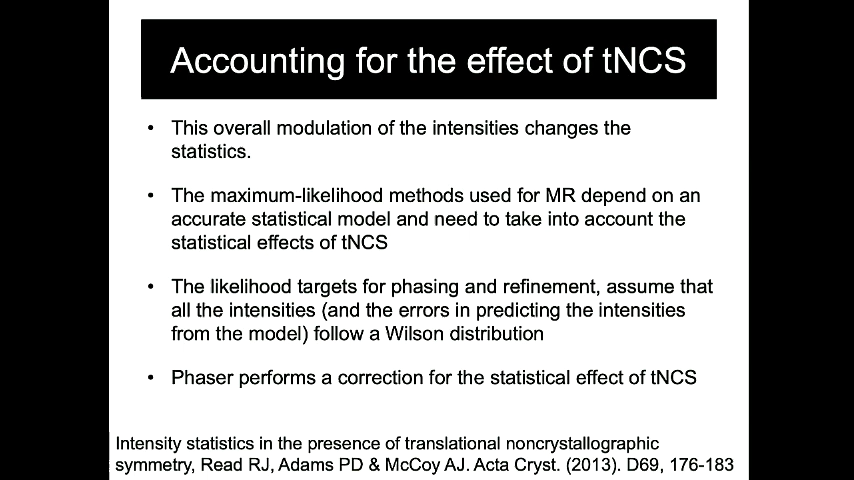 Accounting for the effect of tNCS
• This overall modulation of the intensities changes the
statistics.
• The maximum-likelihood methods used for MR depend on an
accurate statistical model and need to take into account the
statistical effects of tNCS
• The likelihood targets for phasing and refinement, assume that
all the intensities (and the errors in predicting the intensities
from the model) follow a Wilson distribution
• Phaser performs a correction for the statistical effect of tNCS
Intensity statistics in the presence of translational noncrystallographic
symmetry, Read RJ, Adams PD & McCoy AJ. Acta Cryst. (2013). D69, 176-183